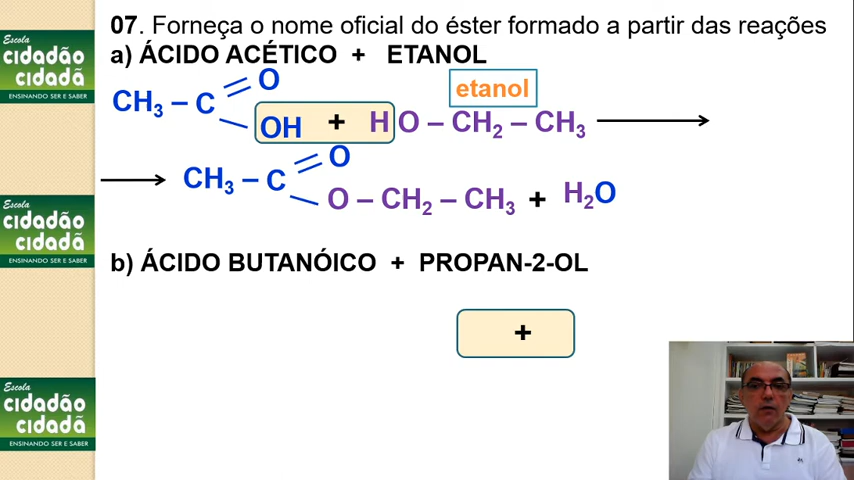 07. Forneça o nome oficial do éster formado a partir das reações
a) ÁCIDO ACÉTICO + ETANOL
etanol
CH₃ – C = O
OH + HO – CH₂ – CH₃
CH₃ – C = O
O – CH₂ – CH₃ + H₂O
b) ÁCIDO BUTANÓICO + PROPAN-2-OL
+
Escola
cidadão
cidadã
ENSINANDO SER E SABER
Escola
cidadão
cidadã
ENSINANDO SER E SABER
Escola
cidadão
cidadã
ENSINANDO SER E SABER